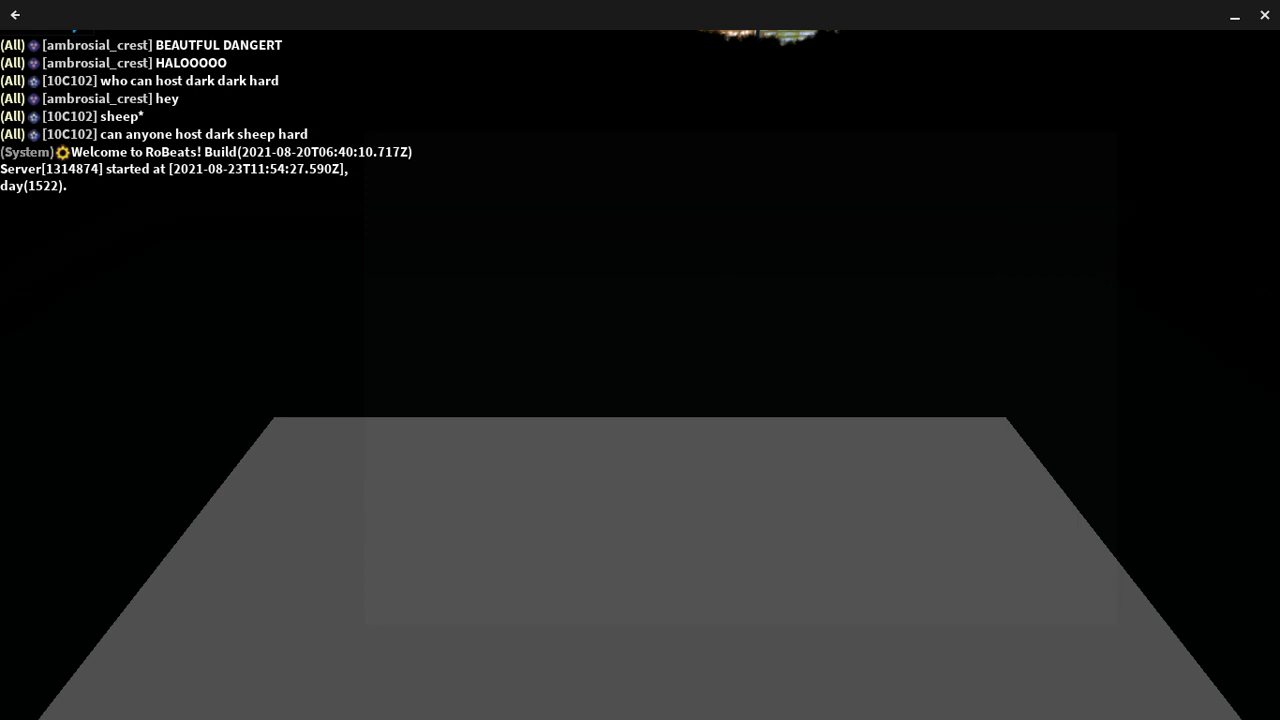 (All) [ambrosial_crest] BEAUTFUL DANGERT
(All) [ambrosial_crest] HALOOOOO
(All) [10C102] who can host dark dark hard
(All) [ambrosial_crest] hey
(All) [10C102] sheep*
(All) [10C102] can anyone host dark sheep hard
(System) Welcome to RoBeats! Build(2021-08-20T06:40:10.717Z)
Server[1314874] started at [2021-08-23T11:54:27.590Z],
day(1522).